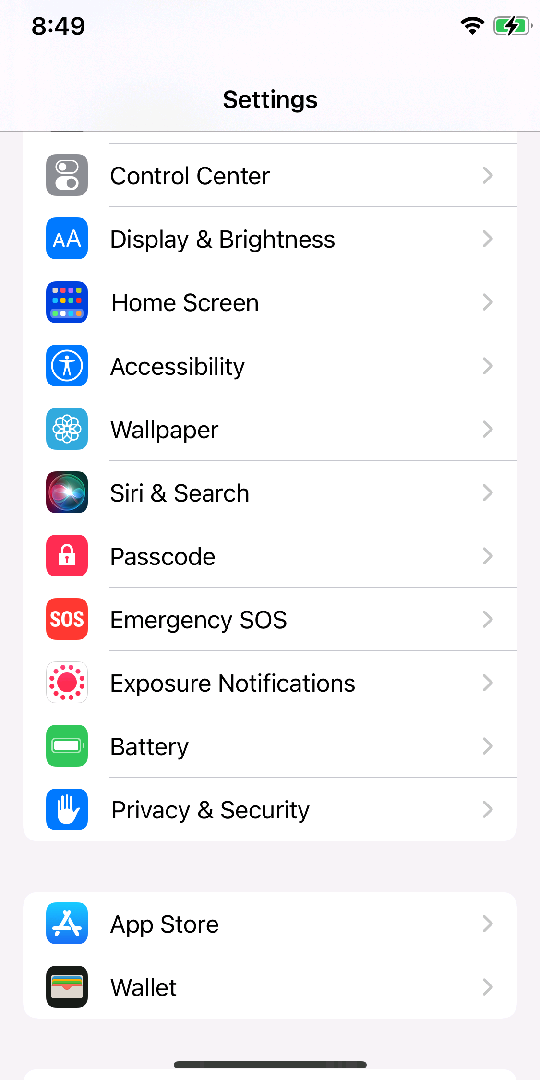 8:49
Settings
Control Center
AA Display & Brightness
Home Screen
Accessibility
Wallpaper
Siri & Search
Passcode
SOS Emergency SOS
Exposure Notifications
Battery
Privacy & Security
App Store
Wallet